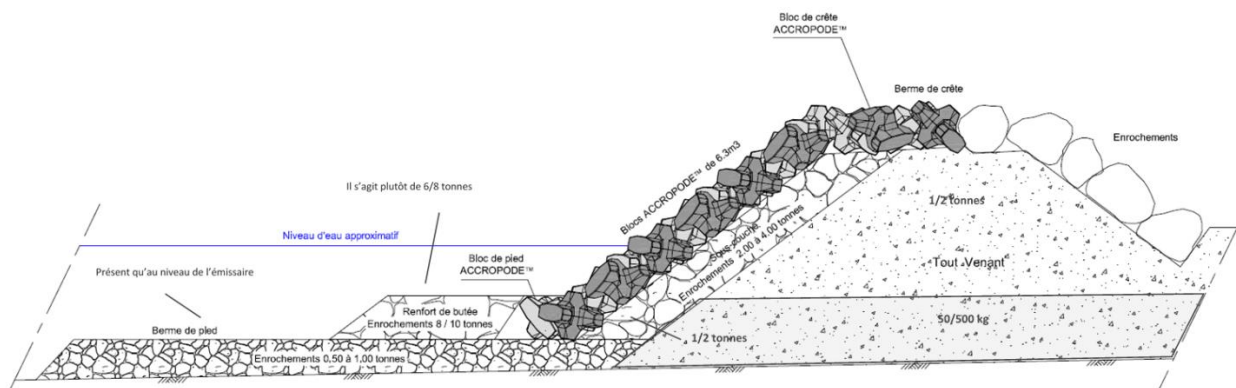 Bloc de crête
ACCROPODE™
Berme de crête
Enrochements
Blocs ACCROPODE™ de 6.3m3
Il s'agit plutôt de 6/8 tonnes
1/2 tonnes
Niveau d'eau approximatif
Sous couche
Enrochements 2.00 à 4.00 tonnes
Bloc de pied
ACCROPODE™
Tout Venant
Présent qu'au niveau de l'émissaire
Renfort de butée
Enrochements 8 / 10 tonnes
50/500 kg
Berme de pied
1/2 tonnes
Enrochements 0,50 à 1,00 tonnes